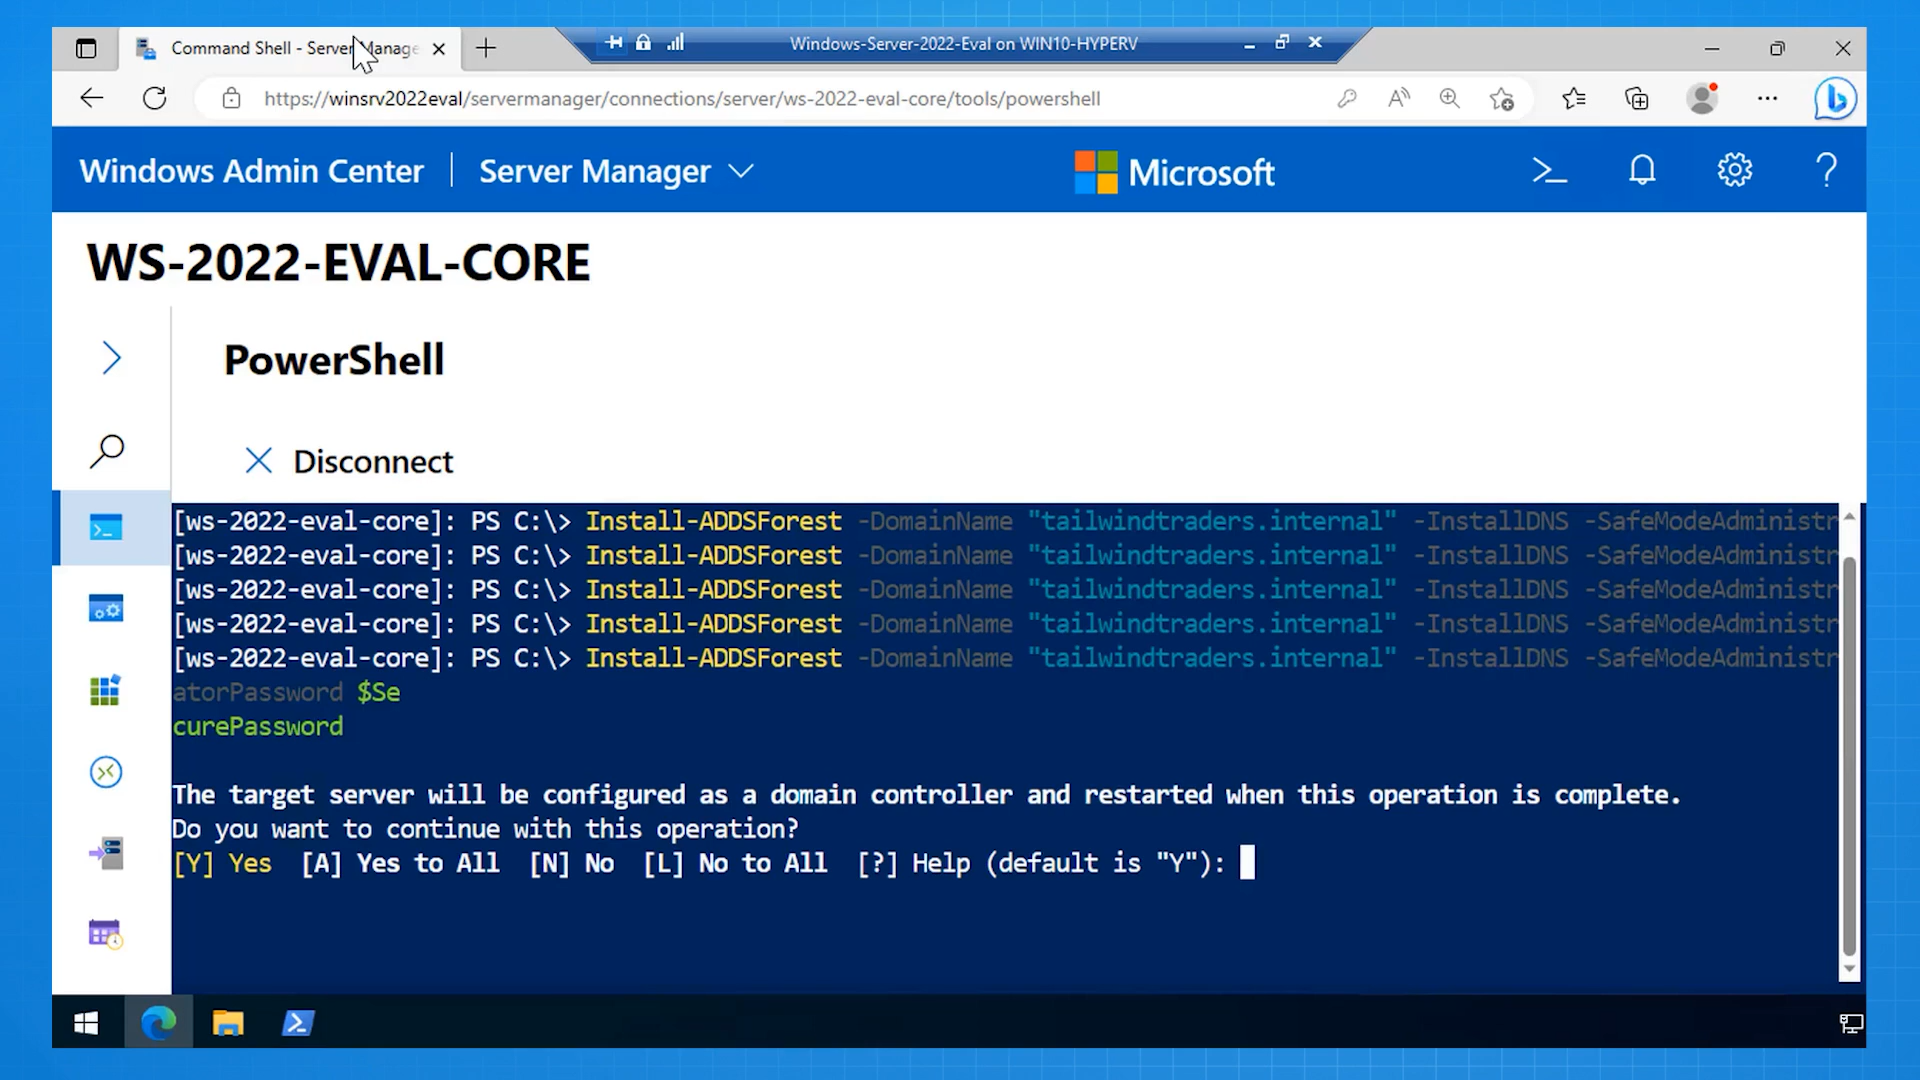 Command Shell - Server Manage
Windows-Server-2022-Eval on WIN10-HYPERV
https://winsrv2022eval/servermanager/connections/server/ws-2022-eval-core/tools/powershell
Windows Admin Center | Server Manager
Microsoft
WS-2022-EVAL-CORE
PowerShell
Disconnect
[ws-2022-eval-core]: PS C:\> Install-ADDSForest -DomainName "tailwindtraders.internal" -InstallDNS -SafeModeAdministr
[ws-2022-eval-core]: PS C:\> Install-ADDSForest -DomainName "tailwindtraders.internal" -InstallDNS -SafeModeAdministr
[ws-2022-eval-core]: PS C:\> Install-ADDSForest -DomainName "tailwindtraders.internal" -InstallDNS -SafeModeAdministr
[ws-2022-eval-core]: PS C:\> Install-ADDSForest -DomainName "tailwindtraders.internal" -InstallDNS -SafeModeAdministr
[ws-2022-eval-core]: PS C:\> Install-ADDSForest -DomainName "tailwindtraders.internal" -InstallDNS -SafeModeAdministr
atorPassword $Se
curePassword
The target server will be configured as a domain controller and restarted when this operation is complete.
Do you want to continue with this operation?
[Y] Yes  [A] Yes to All  [N] No  [L] No to All  [?] Help (default is "Y"):